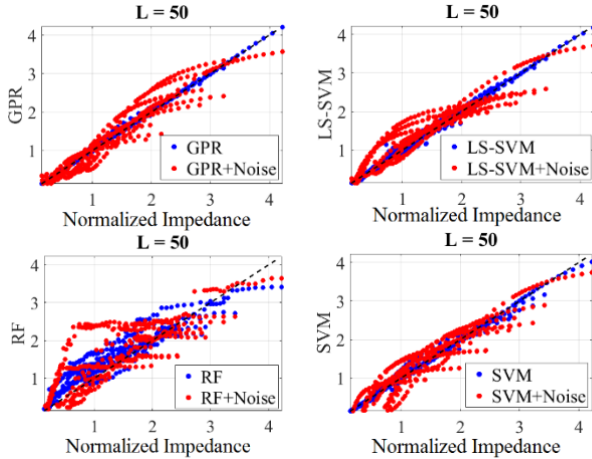 L = 50
4
3
2
1
GPR
GPR
GPR+Noise
1
2
3
4
Normalized Impedance
L = 50
4
3
2
1
LS-SVM
LS-SVM
LS-SVM+Noise
1
2
3
4
Normalized Impedance
L = 50
4
3
2
1
RF
RF
RF+Noise
1
2
3
4
Normalized Impedance
L = 50
4
3
2
1
SVM
SVM
SVM+Noise
1
2
3
4
Normalized Impedance